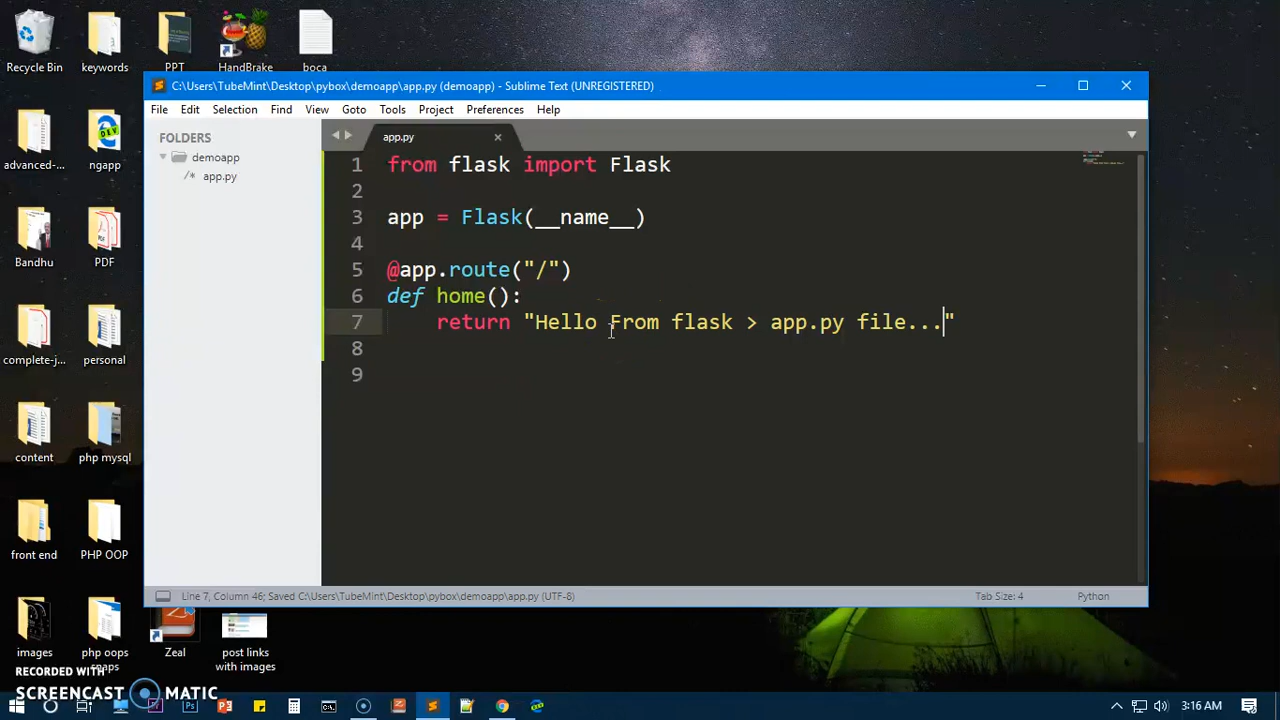 Recycle Bin
keywords
PPT
HandBrake
boca
C:\Users\TubeMint\Desktop\pybox\demoapp\app.py (demoapp) - Sublime Text (UNREGISTERED)
File Edit Selection Find View Goto Tools Project Preferences Help
FOLDERS
demoapp
/* app.py
app.py
1 from flask import Flask
2
3 app = Flask(__name__)
4
5 @app.route("/")
6 def home():
7 return "Hello From flask > app.py file..."
8
9
Line 7, Column 46; Saved C:\Users\TubeMint\Desktop\pybox\demoapp\app.py (UTF-8)
Tab Size: 4
Python
advanced-...
ngapp
DEV
Bandhu
PDF
complete-j...
personal
content
php mysql
front end
PHP OOP
images
php oops
snaps
Zeal
post links
with images
RECORDED WITH
SCREENCAST MATIC
3:16 AM